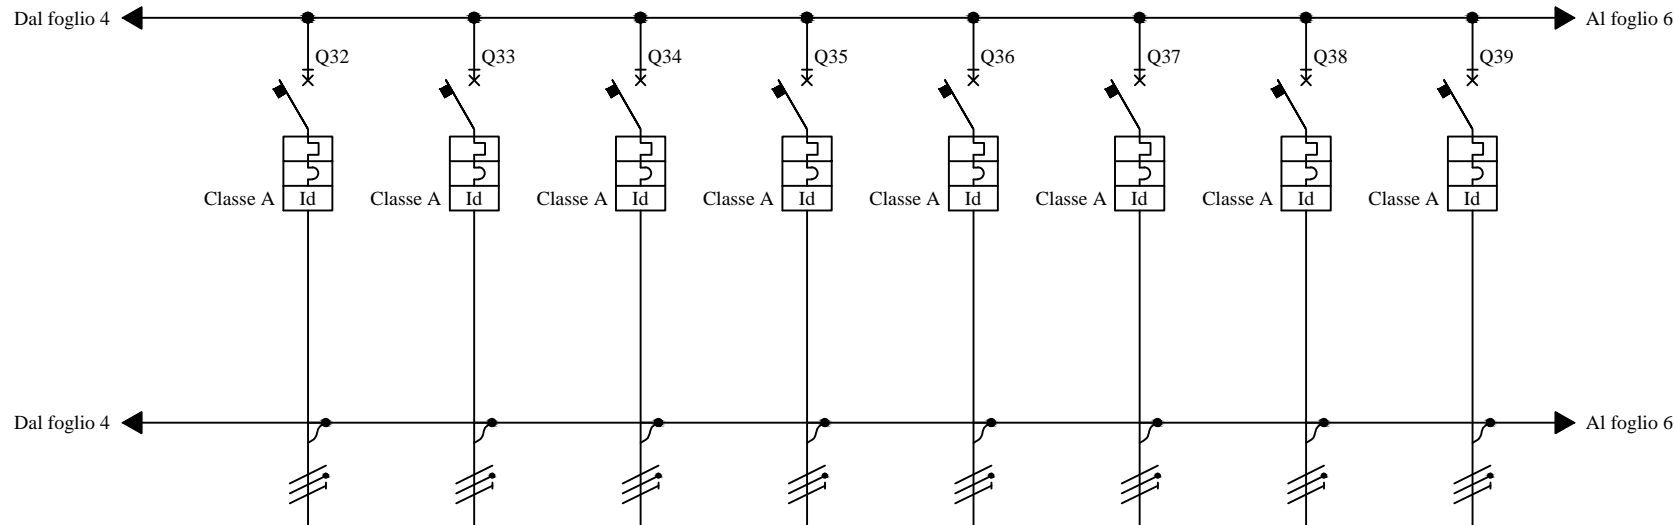 Dal foglio 4 Al foglio 6
Q32 Q33 Q34 Q35 Q36 Q37 Q38 Q39
Classe A Id Classe A Id Classe A Id Classe A Id Classe A Id Classe A Id Classe A Id Classe A Id
Dal foglio 4 Al foglio 6